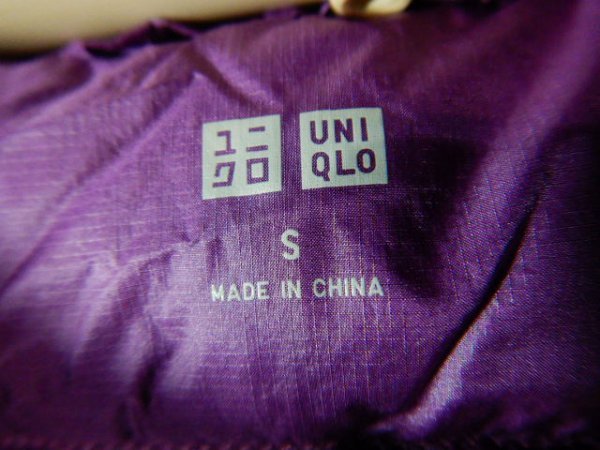 ユニ
クロ
UNI
QLO
S
MADE IN CHINA